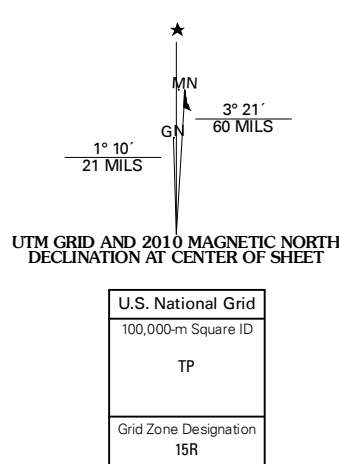 ★
MN
3° 21´
60 MILS
GN
1° 10´
21 MILS
UTM GRID AND 2010 MAGNETIC NORTH
DECLINATION AT CENTER OF SHEET
U.S. National Grid
100,000-m Square ID
TP
Grid Zone Designation
15R